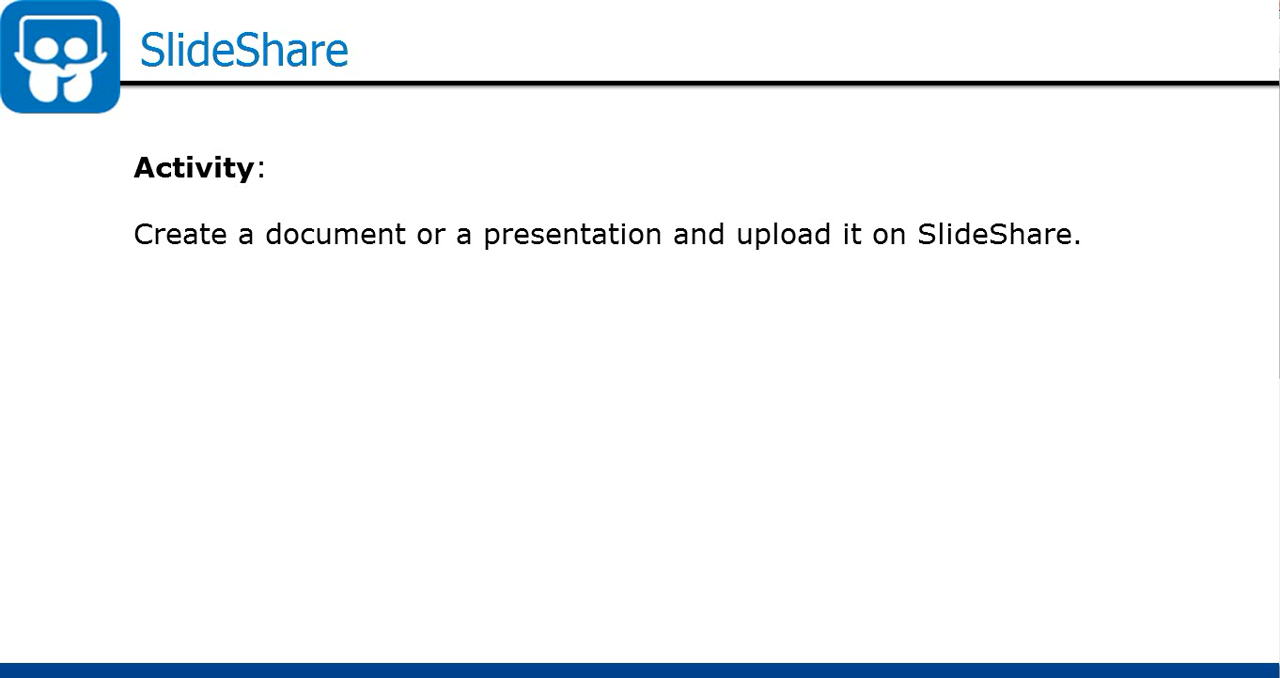 SlideShare
Activity:
Create a document or a presentation and upload it on SlideShare.